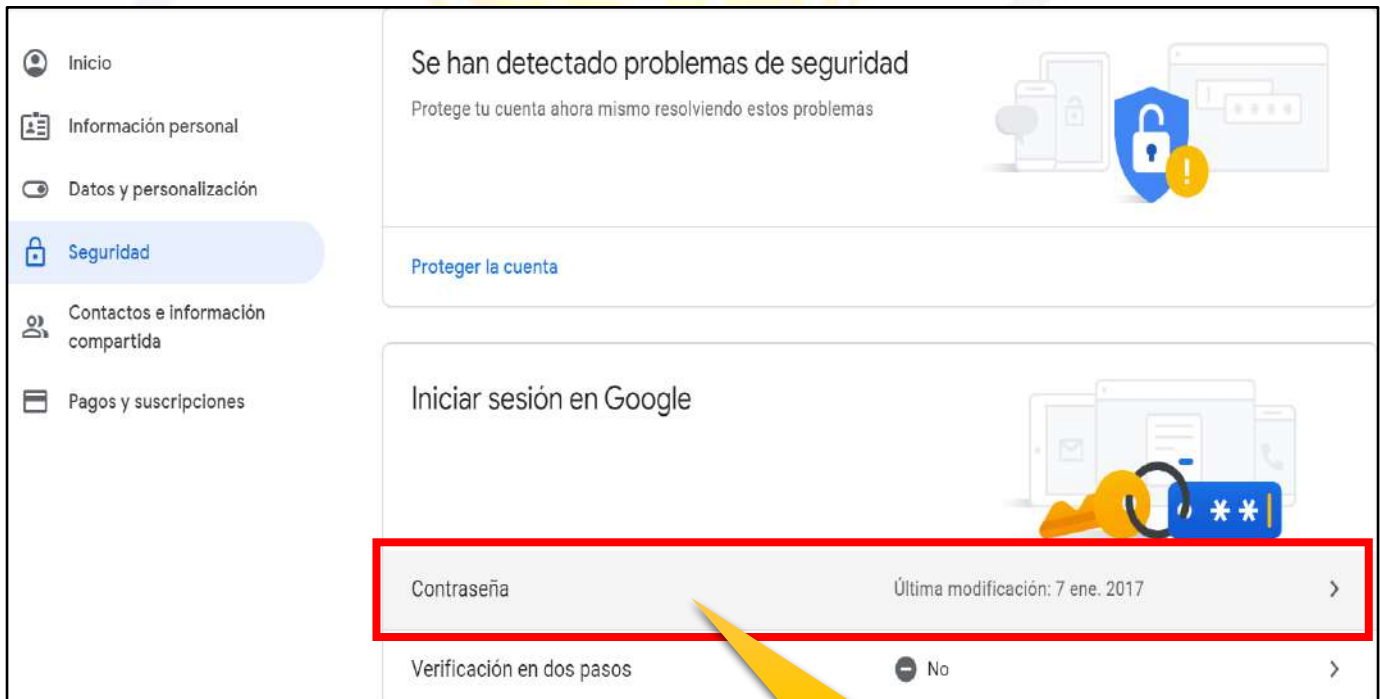 Inicio
Información personal
Datos y personalización
Seguridad
Contactos e información
compartida
Pagos y suscripciones
Se han detectado problemas de seguridad
Protege tu cuenta ahora mismo resolviendo estos problemas
Proteger la cuenta
Iniciar sesión en Google
**
Contraseña Última modificación: 7 ene. 2017
Verificación en dos pasos No